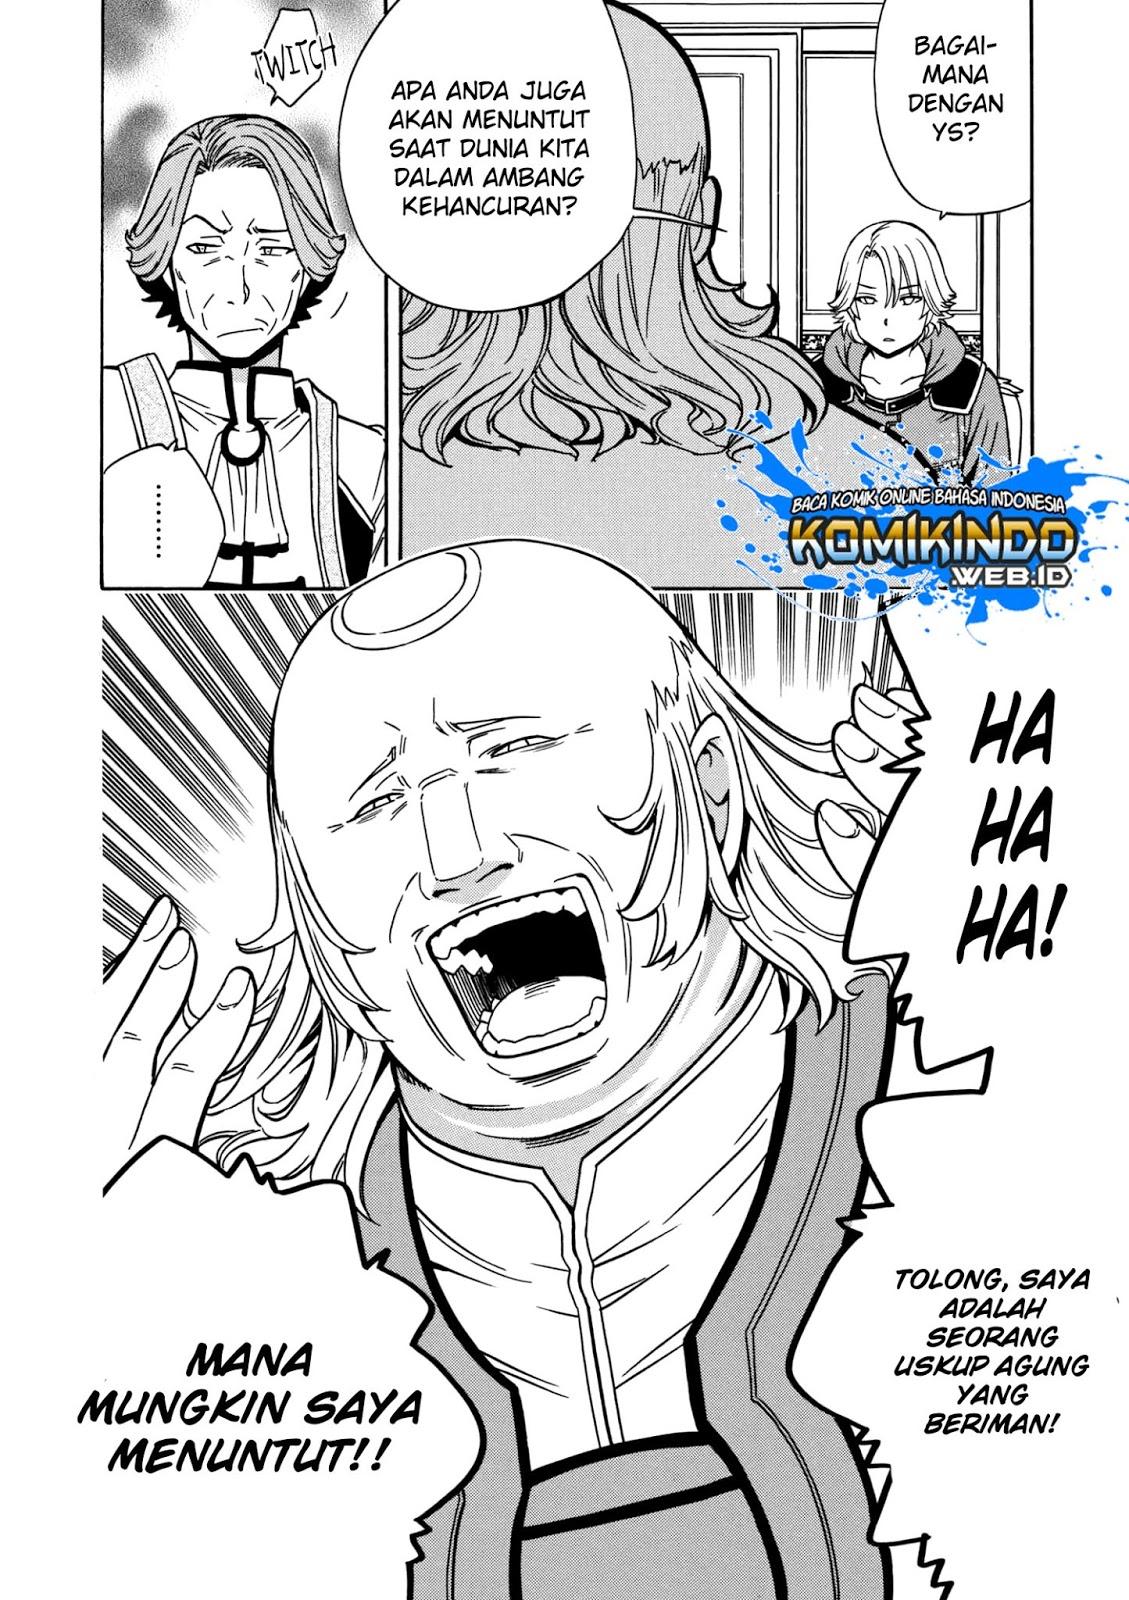 BAGAI-
MANA
DENGAN
YS?
APA ANDA JUGA
AKAN MENUNTUT
SAAT DUNIA KITA
DALAM AMBANG
KEHANCURAN?
TWITCH
.......
BACA KOMIK ONLINE BAHASA INDONESIA
KOMIKINDO
.WEB.ID
HA
HA
HA!
TOLONG, SAYA
ADALAH
SEORANG
USKUP AGUNG
YANG
BERIMAN!
MANA
MUNGKIN SAYA
MENUNTUT!!